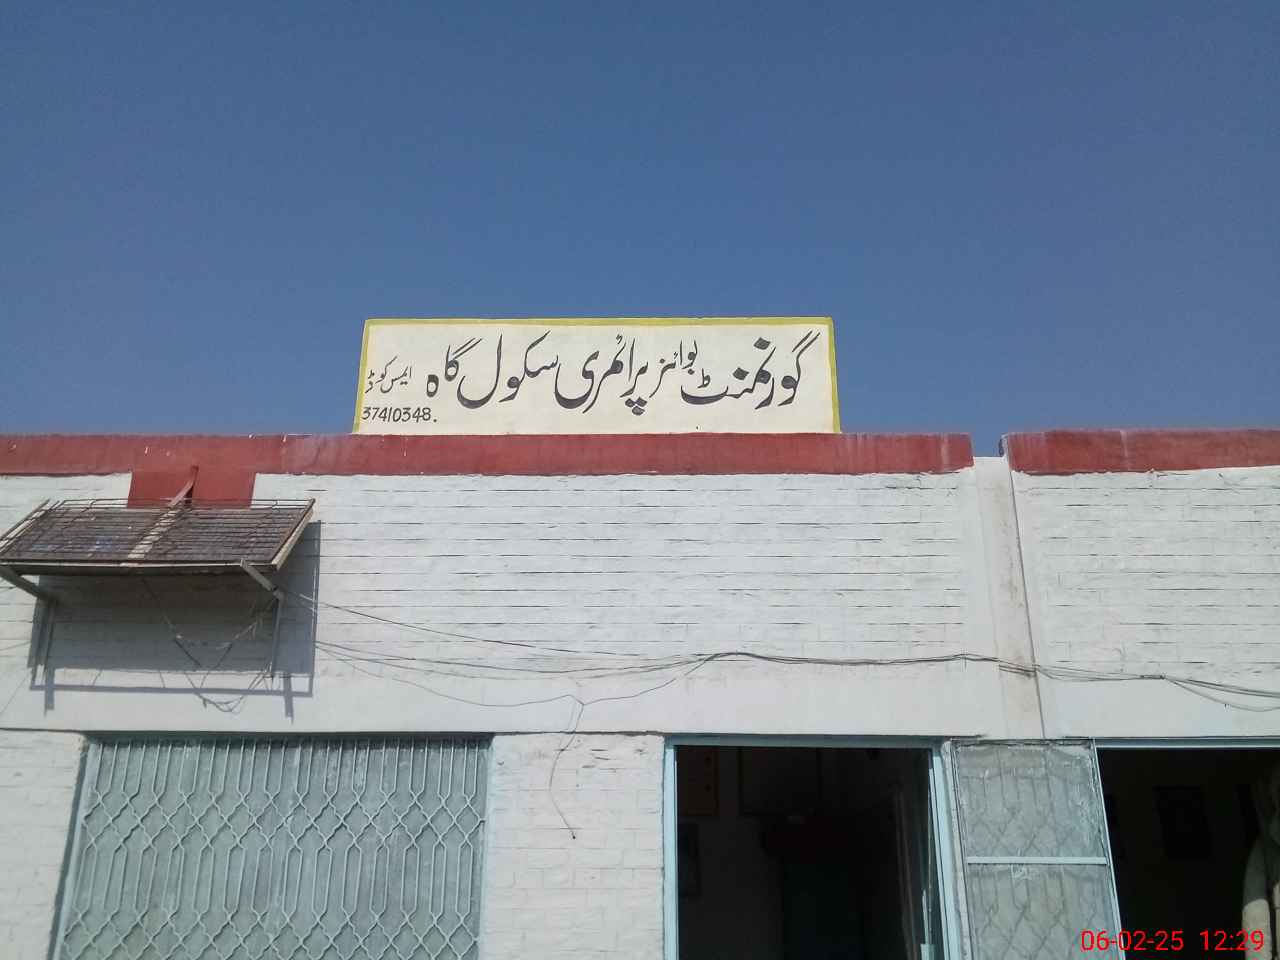 گورنمنٹ بوائز پرائمری سکول گاہ
ایمس کوڈ
37410348.
06-02-25 12:29